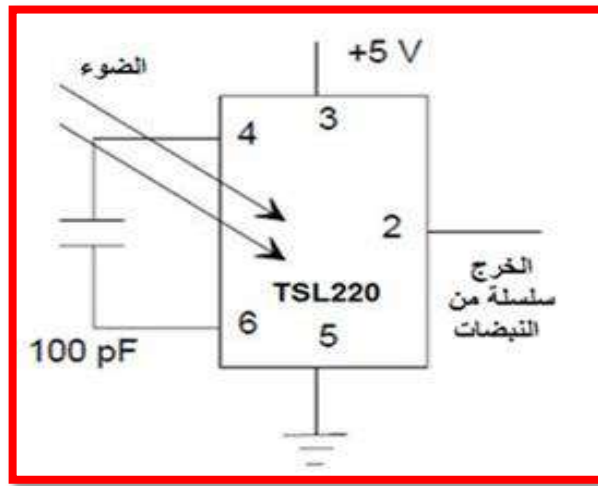 +5 V
الضوء
3
4
2
TSL220
الخرج
سلسلة من
النبضات
6
5
100 pF